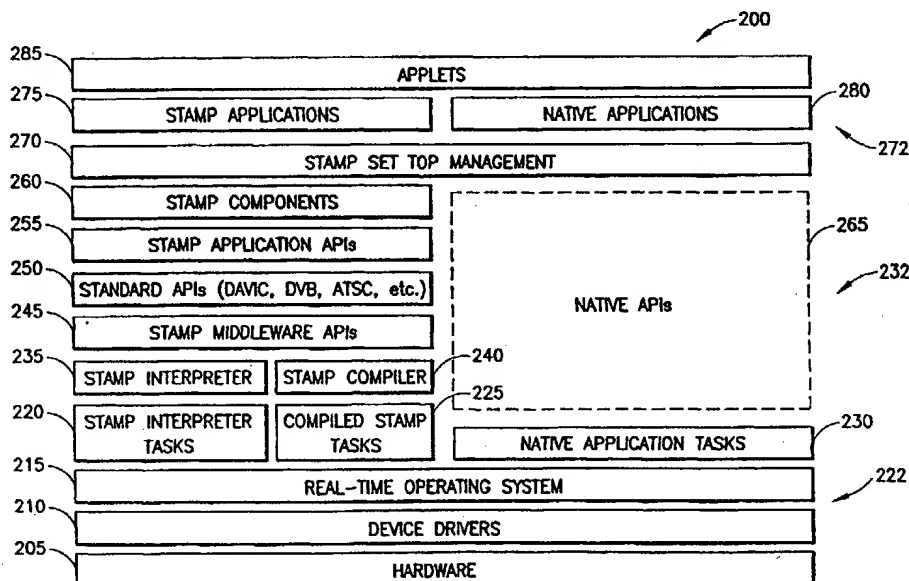 200
285
APPLETS
275
STAMP APPLICATIONS
NATIVE APPLICATIONS
280
272
270
STAMP SET TOP MANAGEMENT
260
STAMP COMPONENTS
255
STAMP APPLICATION APIs
265
250
STANDARD APIs (DAVIC, DVB, ATSC, etc.)
NATIVE APIs
232
245
STAMP MIDDLEWARE APIs
235
STAMP INTERPRETER
STAMP COMPILER
240
220
STAMP INTERPRETER
TASKS
COMPILED STAMP
TASKS
225
NATIVE APPLICATION TASKS
230
215
REAL-TIME OPERATING SYSTEM
222
210
DEVICE DRIVERS
205
HARDWARE